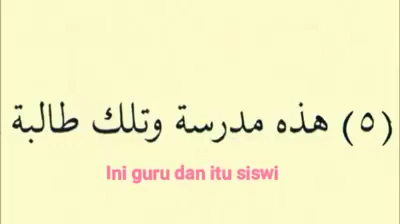 (٥) هذه مدرسة وتلك طالبة .
Ini guru dan itu siswi